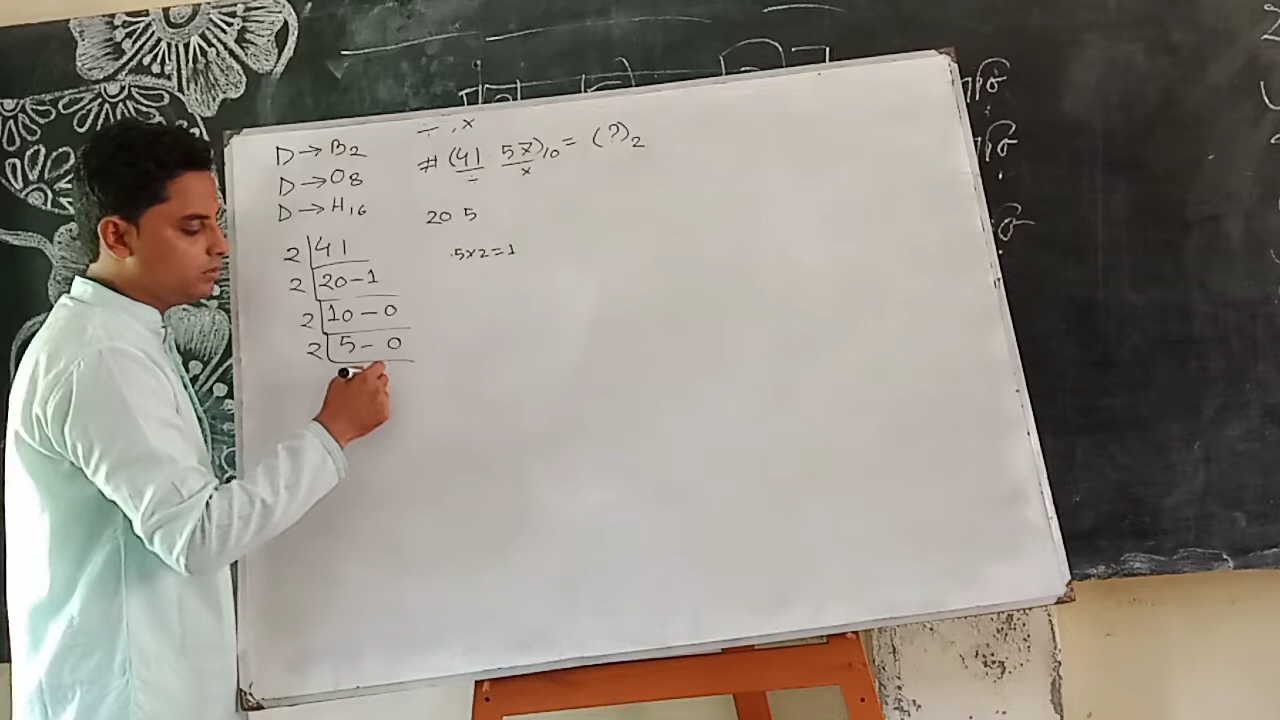 D→B2
D→O8
D→H16
÷ , ×
# (41 57)10 = (?)2
÷ ×
20 5
.5×2=1
2 41
2 20-1
2 10-0
2 5-0